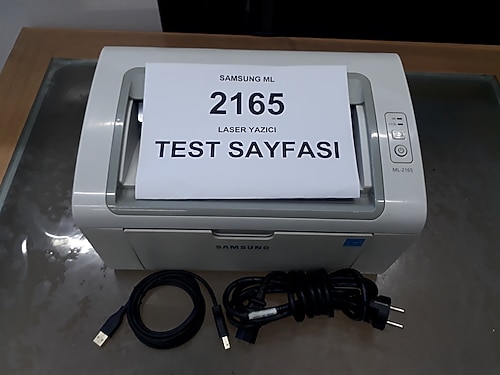 SAMSUNG ML
2165
LASER YAZICI
TEST SAYFASI
ML-2165
SAMSUNG